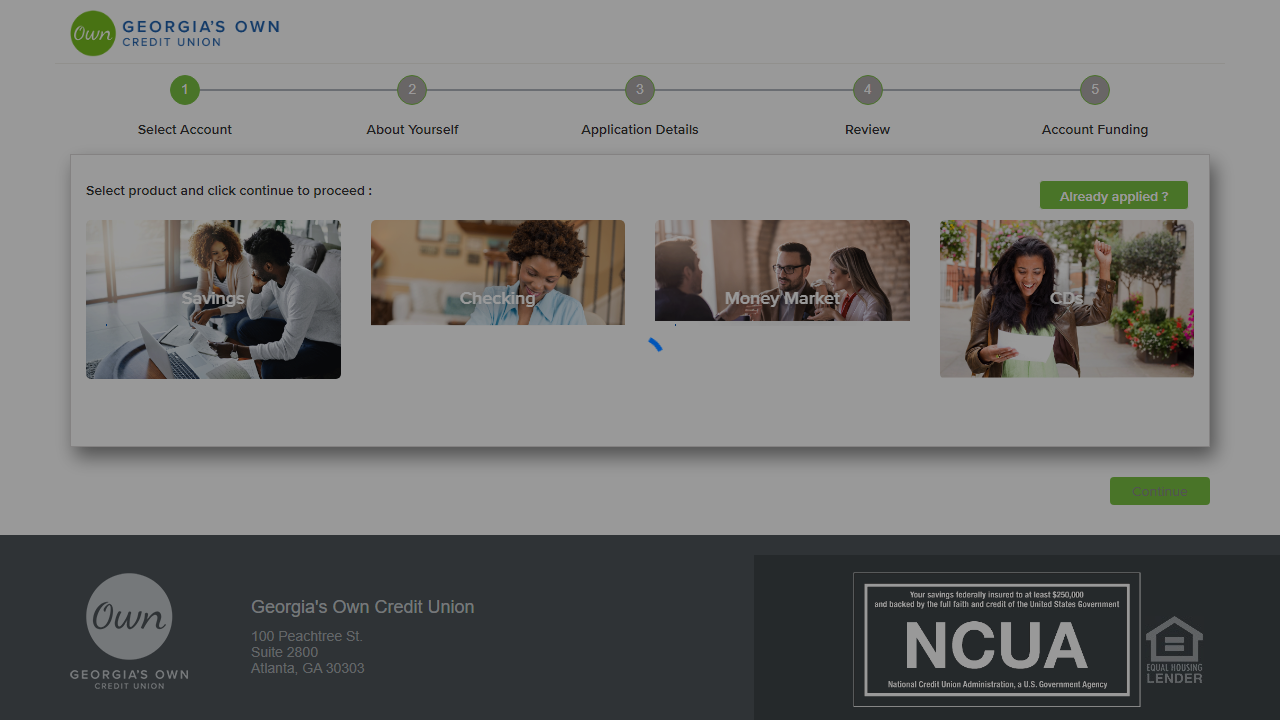 Own
GEORGIA'S OWN
CREDIT UNION
1
2
3
4
5
Select Account
About Yourself
Application Details
Review
Account Funding
Select product and click continue to proceed :
Already applied ?
Savings
Checking
Money Market
CDs
Continue
Own
GEORGIA'S OWN
CREDIT UNION
Georgia's Own Credit Union
100 Peachtree St.
Suite 2800
Atlanta, GA 30303
Your savings federally insured to at least $250,000
and backed by the full faith and credit of the United States Government
NCUA
National Credit Union Administration, a U.S. Government Agency
EQUAL HOUSING
LENDER